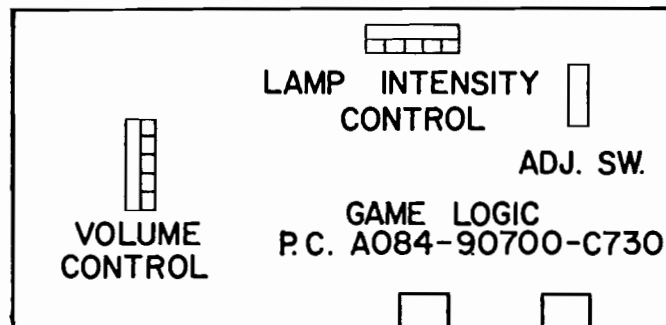 LAMP INTENSITY
CONTROL
ADJ. SW.
VOLUME
CONTROL
GAME LOGIC
P.C. A084-90700-C730